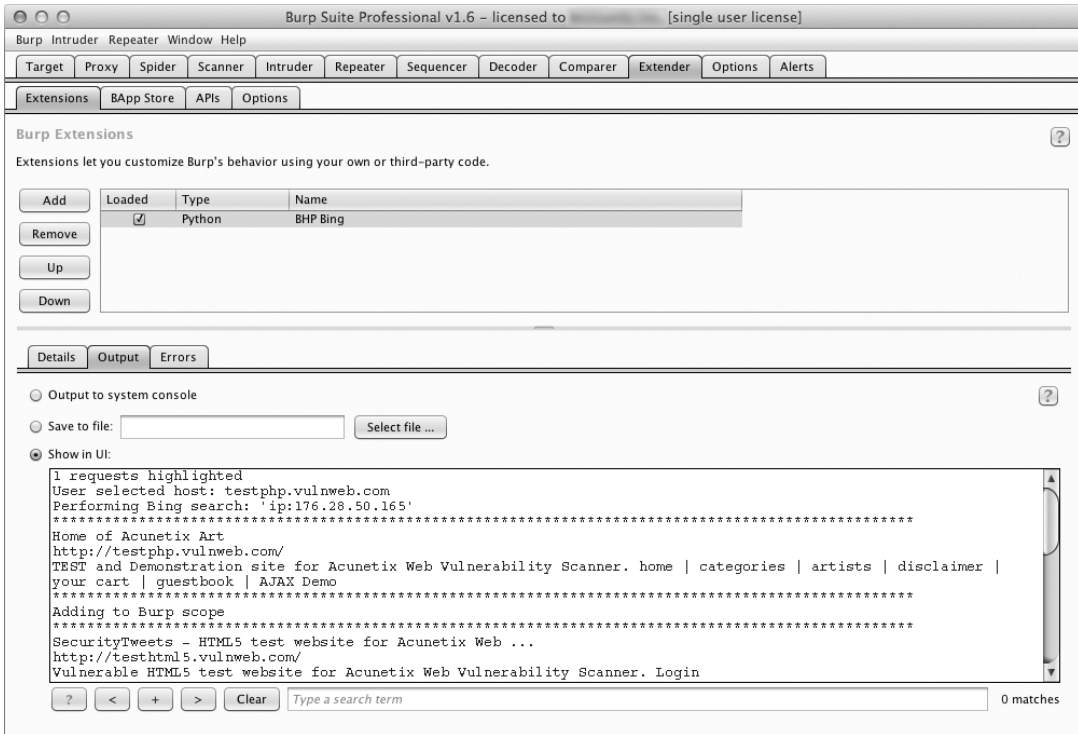 Burp Suite Professional v1.6 – licensed to [single user license]
Burp Intruder Repeater Window Help
Target Proxy Spider Scanner Intruder Repeater Sequencer Decoder Comparer Extender Options Alerts
Extensions BApp Store APIs Options
Burp Extensions
?
Extensions let you customize Burp's behavior using your own or third-party code.
Add
Loaded Type Name
Python BHP Bing
Remove
Up
Down
Details Output Errors
Output to system console
?
Save to file: Select file ...
Show in UI:
1 requests highlighted
User selected host: testphp.vulnweb.com
Performing Bing search: 'ip:176.28.50.165'
****************************************************************************************************
Home of Acunetix Art
http://testphp.vulnweb.com/
TEST and Demonstration site for Acunetix Web Vulnerability Scanner. home | categories | artists | disclaimer |
your cart | guestbook | AJAX Demo
****************************************************************************************************
Adding to Burp scope
****************************************************************************************************
SecurityTweets - HTML5 test website for Acunetix Web ...
http://testhtml5.vulnweb.com/
Vulnerable HTML5 test website for Acunetix Web Vulnerability Scanner. Login
? < + > Clear Type a search term 0 matches